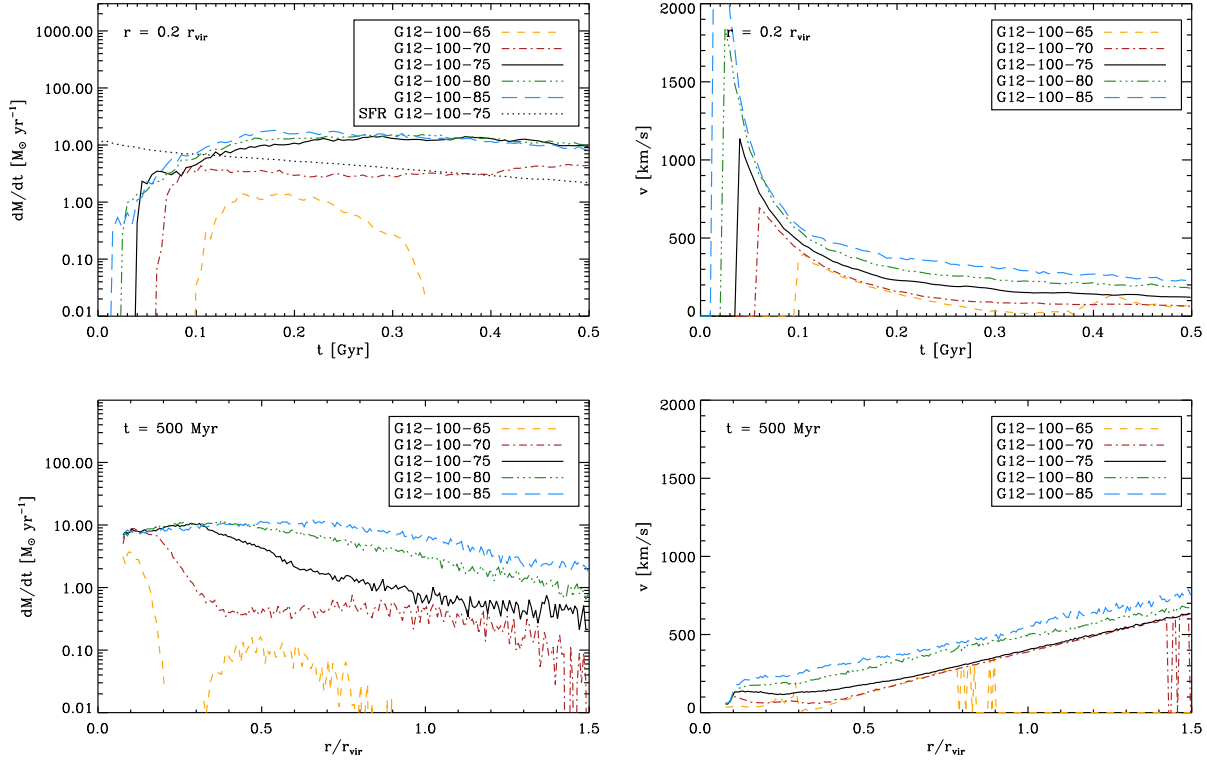 r = 0.2 r_vir
G12-100-65
G12-100-70
G12-100-75
G12-100-80
G12-100-85
SFR G12-100-75
dM/dt [M⊙ yr⁻¹]
1000.00
100.00
10.00
1.00
0.10
0.01
0.0 0.1 0.2 0.3 0.4 0.5
t [Gyr]
r = 0.2 r_vir
G12-100-65
G12-100-70
G12-100-75
G12-100-80
G12-100-85
v [km/s]
2000
1500
1000
500
0
0.0 0.1 0.2 0.3 0.4 0.5
t [Gyr]
t = 500 Myr
G12-100-65
G12-100-70
G12-100-75
G12-100-80
G12-100-85
dM/dt [M⊙ yr⁻¹]
100.00
10.00
1.00
0.10
0.01
0.0 0.5 1.0 1.5
r/r_vir
t = 500 Myr
G12-100-65
G12-100-70
G12-100-75
G12-100-80
G12-100-85
v [km/s]
2000
1500
1000
500
0
0.0 0.5 1.0 1.5
r/r_vir